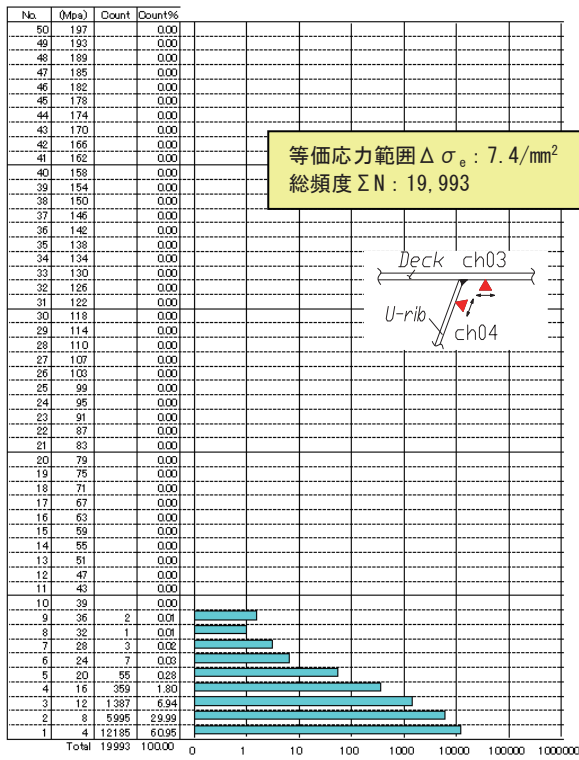 No. (Mpa) Count Count%
50 197 0.00
49 193 0.00
48 189 0.00
47 185 0.00
46 182 0.00
45 178 0.00
44 174 0.00
43 170 0.00
42 166 0.00
41 162 0.00
40 158 0.00
39 154 0.00
38 150 0.00
37 146 0.00
36 142 0.00
35 138 0.00
34 134 0.00
33 130 0.00
32 126 0.00
31 122 0.00
30 118 0.00
29 114 0.00
28 110 0.00
27 107 0.00
26 103 0.00
25 99 0.00
24 95 0.00
23 91 0.00
22 87 0.00
21 83 0.00
20 79 0.00
19 75 0.00
18 71 0.00
17 67 0.00
16 63 0.00
15 59 0.00
14 55 0.00
13 51 0.00
12 47 0.00
11 43 0.00
10 39 0.00
9 36 2 0.01
8 32 1 0.01
7 28 3 0.02
6 24 7 0.03
5 20 55 0.28
4 16 359 1.80
3 12 1387 6.94
2 8 5995 29.99
1 4 12185 60.95
Total 19993 100.00
0 1 10 100 1000 10000 100000 1000000
等価応力範囲Δσe：7.4/mm²
総頻度ΣN：19,993
Deck ch03
U-rib
ch04